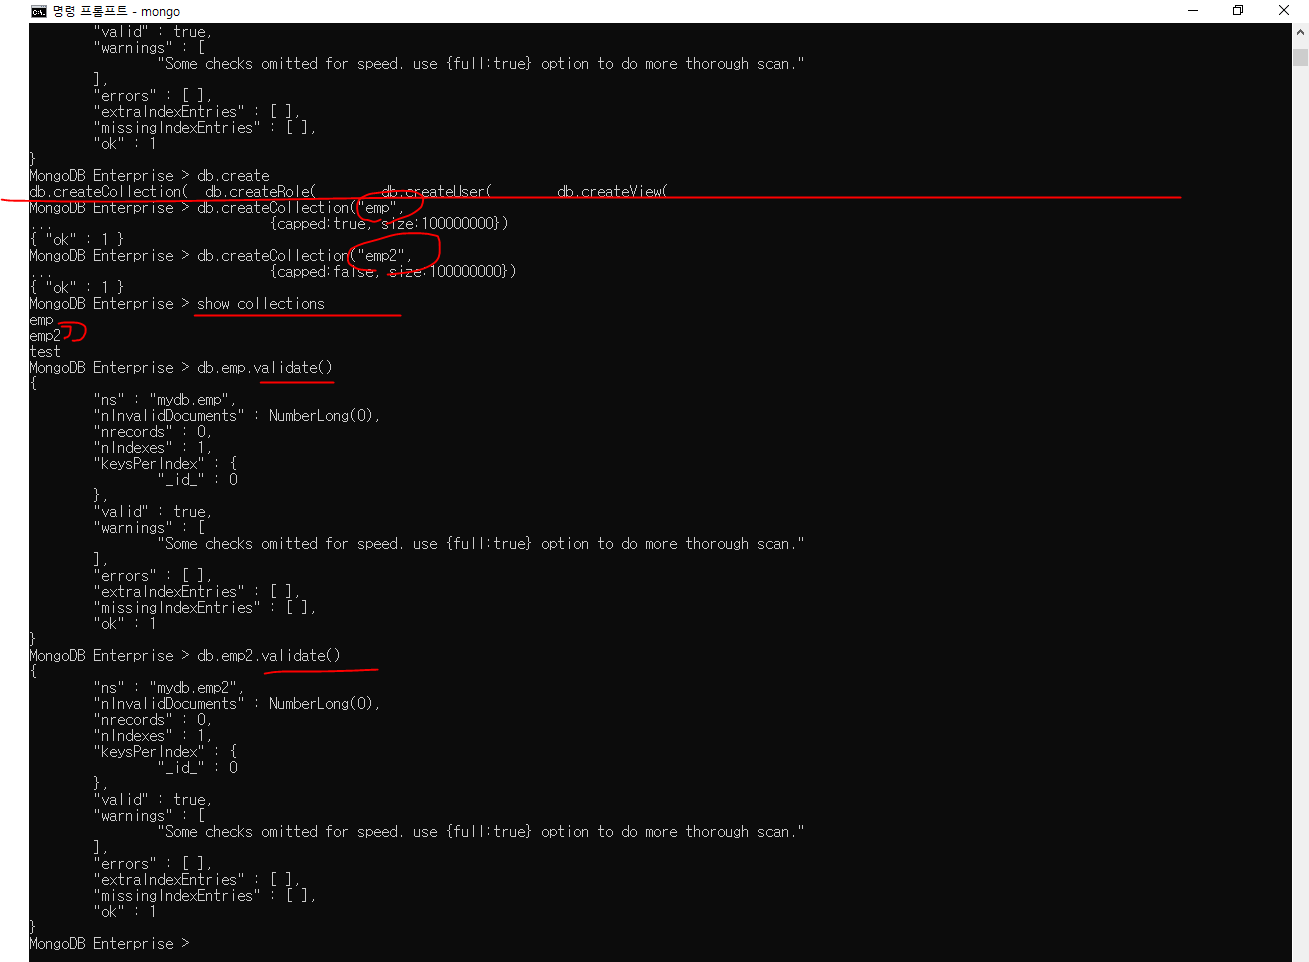 명령 프롬프트 - mongo
"valid" : true,
"warnings" : [
"Some checks omitted for speed. use {full:true} option to do more thorough scan."
],
"errors" : [ ],
"extraIndexEntries" : [ ],
"missingIndexEntries" : [ ],
"ok" : 1
}
MongoDB Enterprise > db.create
db.createCollection( db.createRole( db.createUser( db.createView(
MongoDB Enterprise > db.createCollection("emp",
... {capped:true, size:100000000})
{ "ok" : 1 }
MongoDB Enterprise > db.createCollection("emp2",
... {capped:false, size:100000000})
{ "ok" : 1 }
MongoDB Enterprise > show collections
emp
emp2
test
MongoDB Enterprise > db.emp.validate()
{
"ns" : "mydb.emp",
"nInvalidDocuments" : NumberLong(0),
"nrecords" : 0,
"nIndexes" : 1,
"keysPerIndex" : {
"_id_" : 0
},
"valid" : true,
"warnings" : [
"Some checks omitted for speed. use {full:true} option to do more thorough scan."
],
"errors" : [ ],
"extraIndexEntries" : [ ],
"missingIndexEntries" : [ ],
"ok" : 1
}
MongoDB Enterprise > db.emp2.validate()
{
"ns" : "mydb.emp2",
"nInvalidDocuments" : NumberLong(0),
"nrecords" : 0,
"nIndexes" : 1,
"keysPerIndex" : {
"_id_" : 0
},
"valid" : true,
"warnings" : [
"Some checks omitted for speed. use {full:true} option to do more thorough scan."
],
"errors" : [ ],
"extraIndexEntries" : [ ],
"missingIndexEntries" : [ ],
"ok" : 1
}
MongoDB Enterprise >